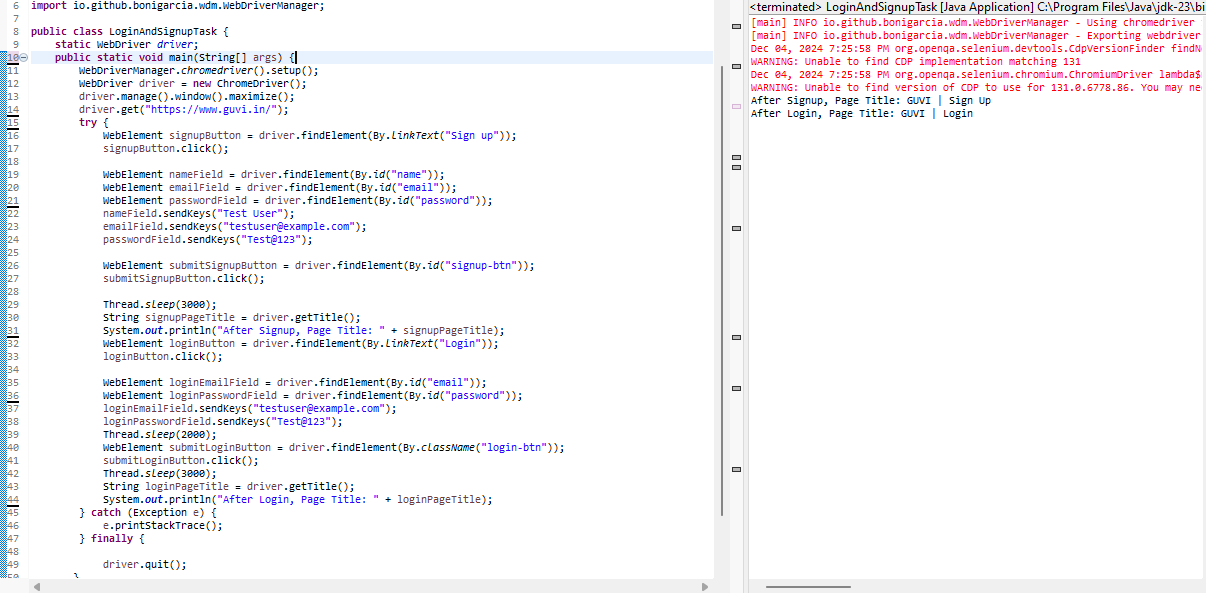 6 import io.github.bonigarcia.wdm.WebDriverManager;
7
8 public class LoginAndSignupTask {
9 static WebDriver driver;
10 public static void main(String[] args) {
11 WebDriverManager.chromedriver().setup();
12 WebDriver driver = new ChromeDriver();
13 driver.manage().window().maximize();
14 driver.get("https://www.guvi.in/");
15 try {
16 WebElement signupButton = driver.findElement(By.linkText("Sign up"));
17 signupButton.click();
18
19 WebElement nameField = driver.findElement(By.id("name"));
20 WebElement emailField = driver.findElement(By.id("email"));
21 WebElement passwordField = driver.findElement(By.id("password"));
22 nameField.sendKeys("Test User");
23 emailField.sendKeys("testuser@example.com");
24 passwordField.sendKeys("Test@123");
25
26 WebElement submitSignupButton = driver.findElement(By.id("signup-btn"));
27 submitSignupButton.click();
28
29 Thread.sleep(3000);
30 String signupPageTitle = driver.getTitle();
31 System.out.println("After Signup, Page Title: " + signupPageTitle);
32 WebElement loginButton = driver.findElement(By.linkText("Login"));
33 loginButton.click();
34
35 WebElement loginEmailField = driver.findElement(By.id("email"));
36 WebElement loginPasswordField = driver.findElement(By.id("password"));
37 loginEmailField.sendKeys("testuser@example.com");
38 loginPasswordField.sendKeys("Test@123");
39 Thread.sleep(2000);
40 WebElement submitLoginButton = driver.findElement(By.className("login-btn"));
41 submitLoginButton.click();
42 Thread.sleep(3000);
43 String loginPageTitle = driver.getTitle();
44 System.out.println("After Login, Page Title: " + loginPageTitle);
45 } catch (Exception e) {
46 e.printStackTrace();
47 } finally {
48
49 driver.quit();
50 }
<terminated> LoginAndSignupTask [Java Application] C:\Program Files\Java\jdk-23\bi
[main] INFO io.github.bonigarcia.wdm.WebDriverManager - Using chromedriver
[main] INFO io.github.bonigarcia.wdm.WebDriverManager - Exporting webdriver
Dec 04, 2024 7:25:58 PM org.openqa.selenium.devtools.CdpVersionFinder findN
WARNING: Unable to find CDP implementation matching 131
Dec 04, 2024 7:25:58 PM org.openqa.selenium.chromium.ChromiumDriver lambda$
WARNING: Unable to find version of CDP to use for 131.0.6778.86. You may ne
After Signup, Page Title: GUVI | Sign Up
After Login, Page Title: GUVI | Login